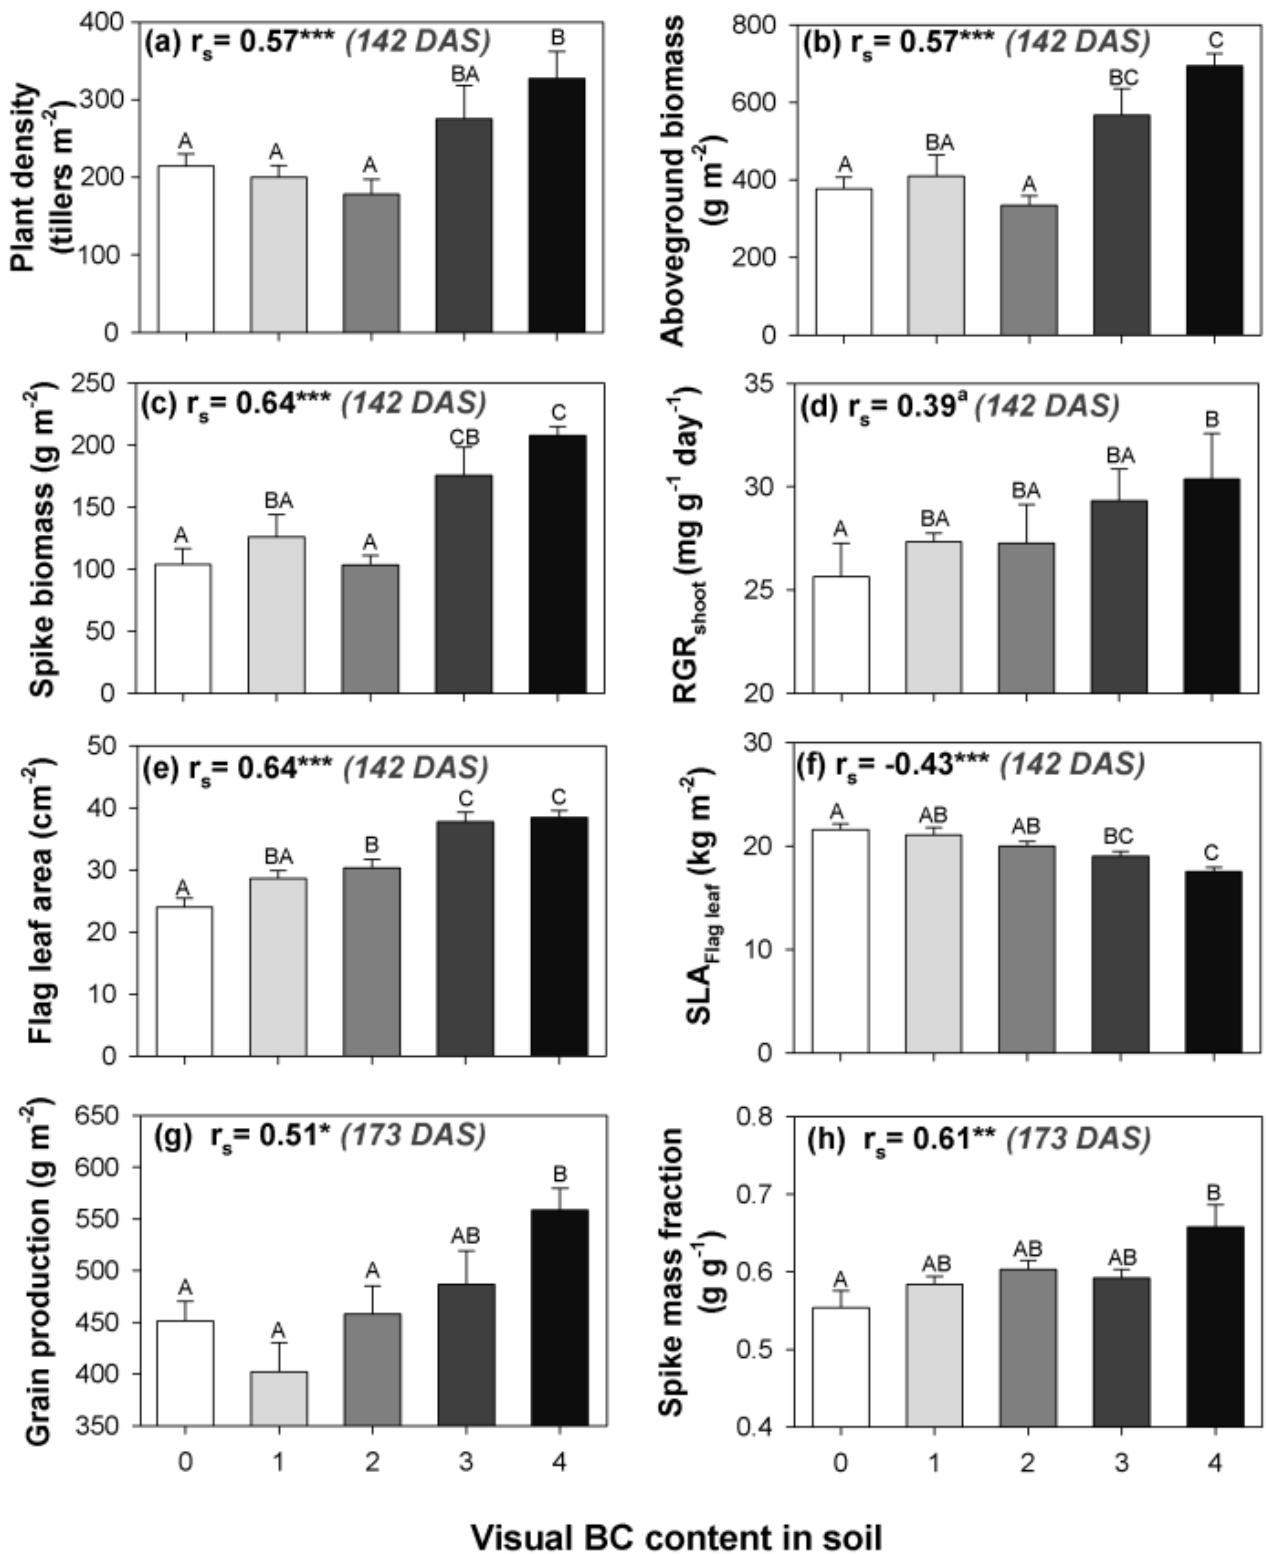 (a) rs= 0.57*** (142 DAS)
Plant density
(tillers m-2)
400
300
200
100
0
A
A
A
BA
B
(b) rs= 0.57*** (142 DAS)
Aboveground biomass
(g m-2)
800
600
400
200
0
A
BA
A
BC
C
(c) rs= 0.64*** (142 DAS)
Spike biomass (g m-2)
250
200
150
100
50
0
A
BA
A
CB
C
(d) rs= 0.39a (142 DAS)
RGRshoot (mg g-1 day-1)
35
30
25
20
A
BA
BA
BA
B
(e) rs= 0.64*** (142 DAS)
Flag leaf area (cm-2)
50
40
30
20
10
0
A
BA
B
C
C
(f) rs= -0.43*** (142 DAS)
SLAFlag leaf (kg m-2)
30
20
10
0
A
AB
AB
BC
C
(g) rs= 0.51* (173 DAS)
Grain production (g m-2)
650
600
550
500
450
400
350
A
A
A
AB
B
0 1 2 3 4
(h) rs= 0.61** (173 DAS)
Spike mass fraction
(g g-1)
0.8
0.7
0.6
0.5
0.4
A
AB
AB
AB
B
0 1 2 3 4
Visual BC content in soil